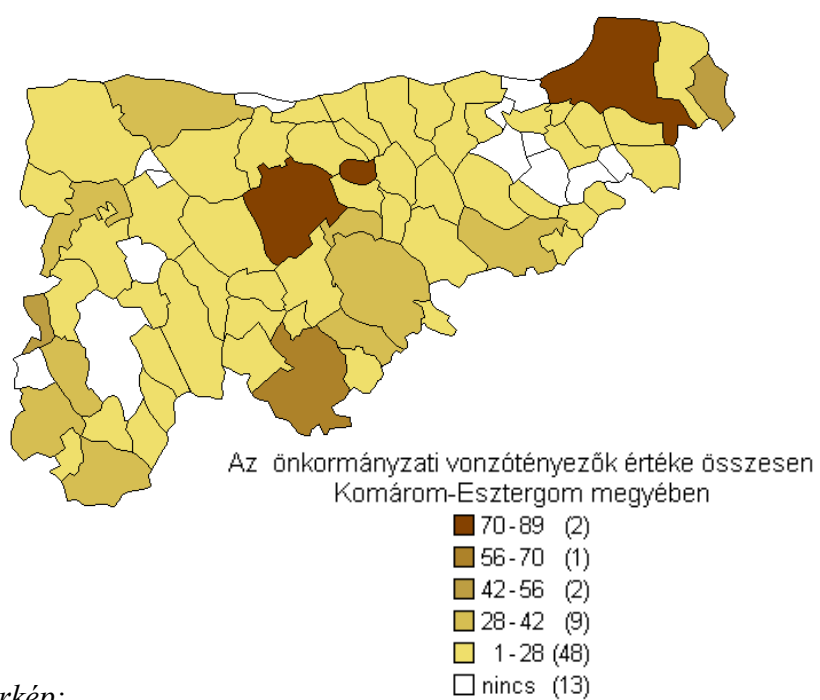 Az önkormányzati vonzótényezők értéke összesen
Komárom-Esztergom megyében
70-89 (2)
56-70 (1)
42-56 (2)
28-42 (9)
1-28 (48)
nincs (13)
rkép: